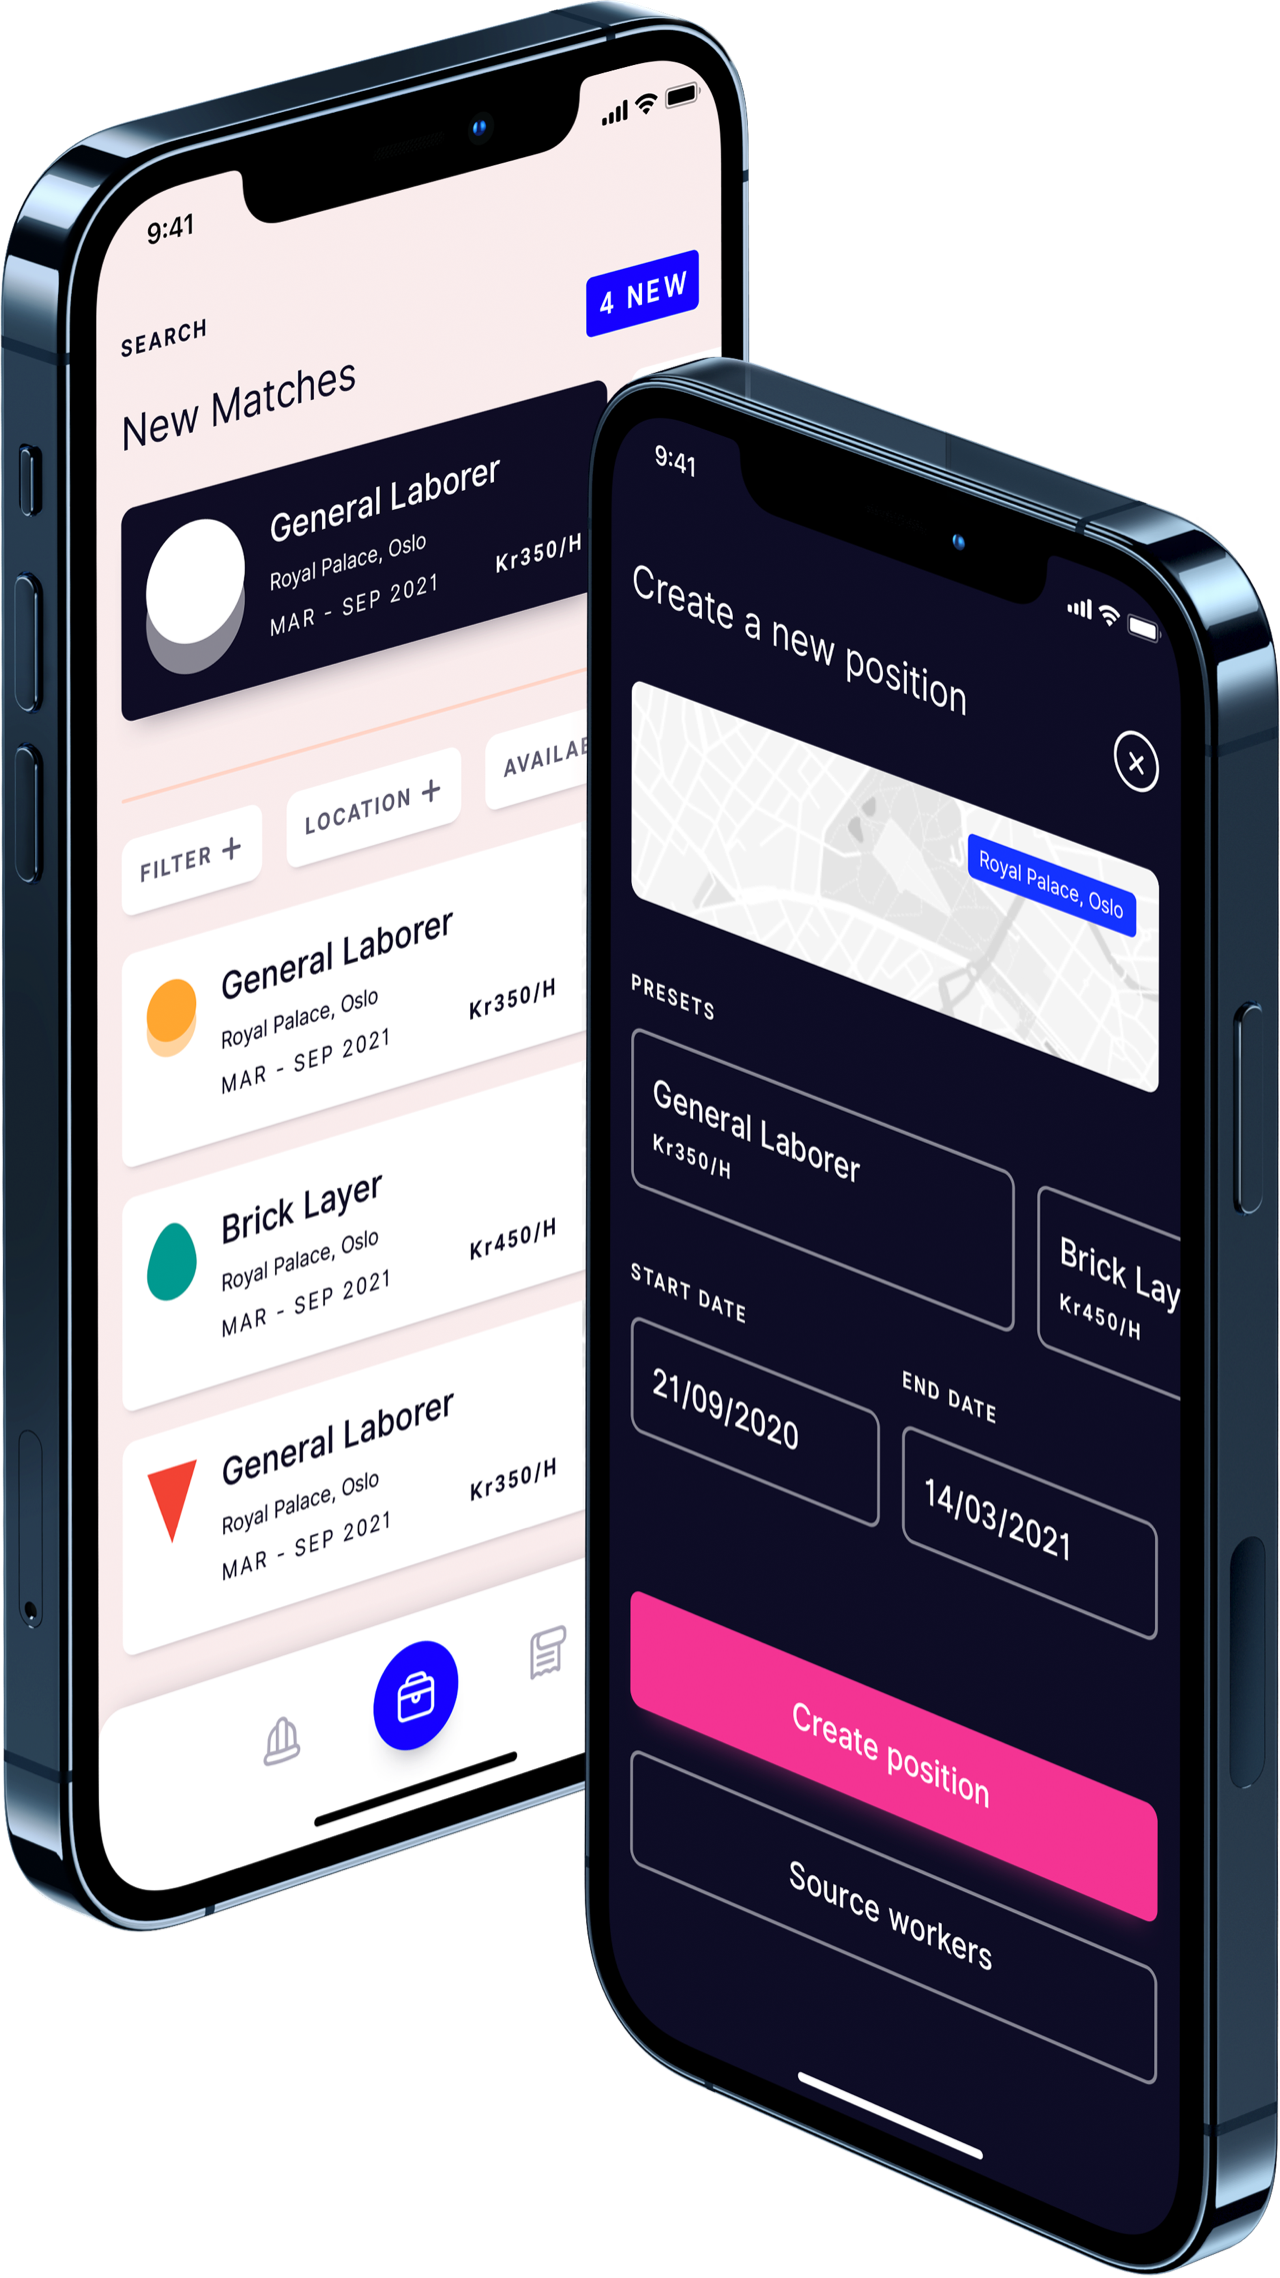 9:41
4 NEW
SEARCH
New Matches
General Laborer
Royal Palace, Oslo
Kr350/H
MAR - SEP 2021
FILTER +
LOCATION +
AVAILAB
General Laborer
Royal Palace, Oslo
Kr350/H
MAR - SEP 2021
Brick Layer
Royal Palace, Oslo
Kr450/H
MAR - SEP 2021
General Laborer
Royal Palace, Oslo
Kr350/H
MAR - SEP 2021
9:41
Create a new position
Royal Palace, Oslo
PRESETS
General Laborer
Kr350/H
Brick Lay
Kr450/H
START DATE
21/09/2020
END DATE
14/03/2021
Create position
Source workers